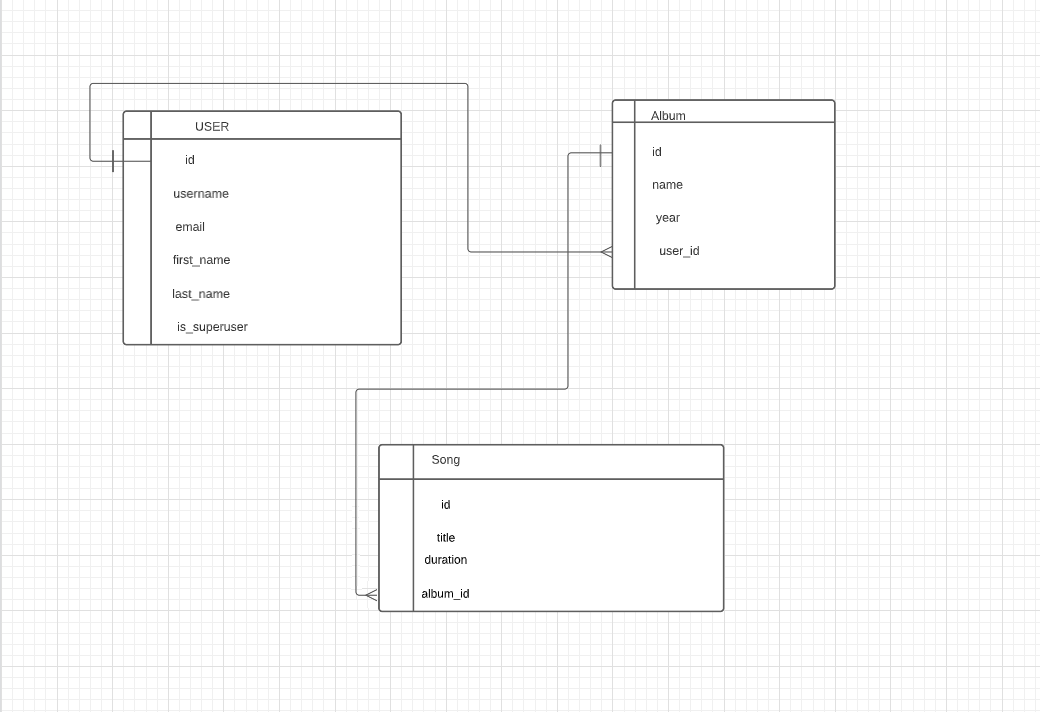 USER
id
username
email
first_name
last_name
is_superuser
Album
id
name
year
user_id
Song
id
title
duration
album_id